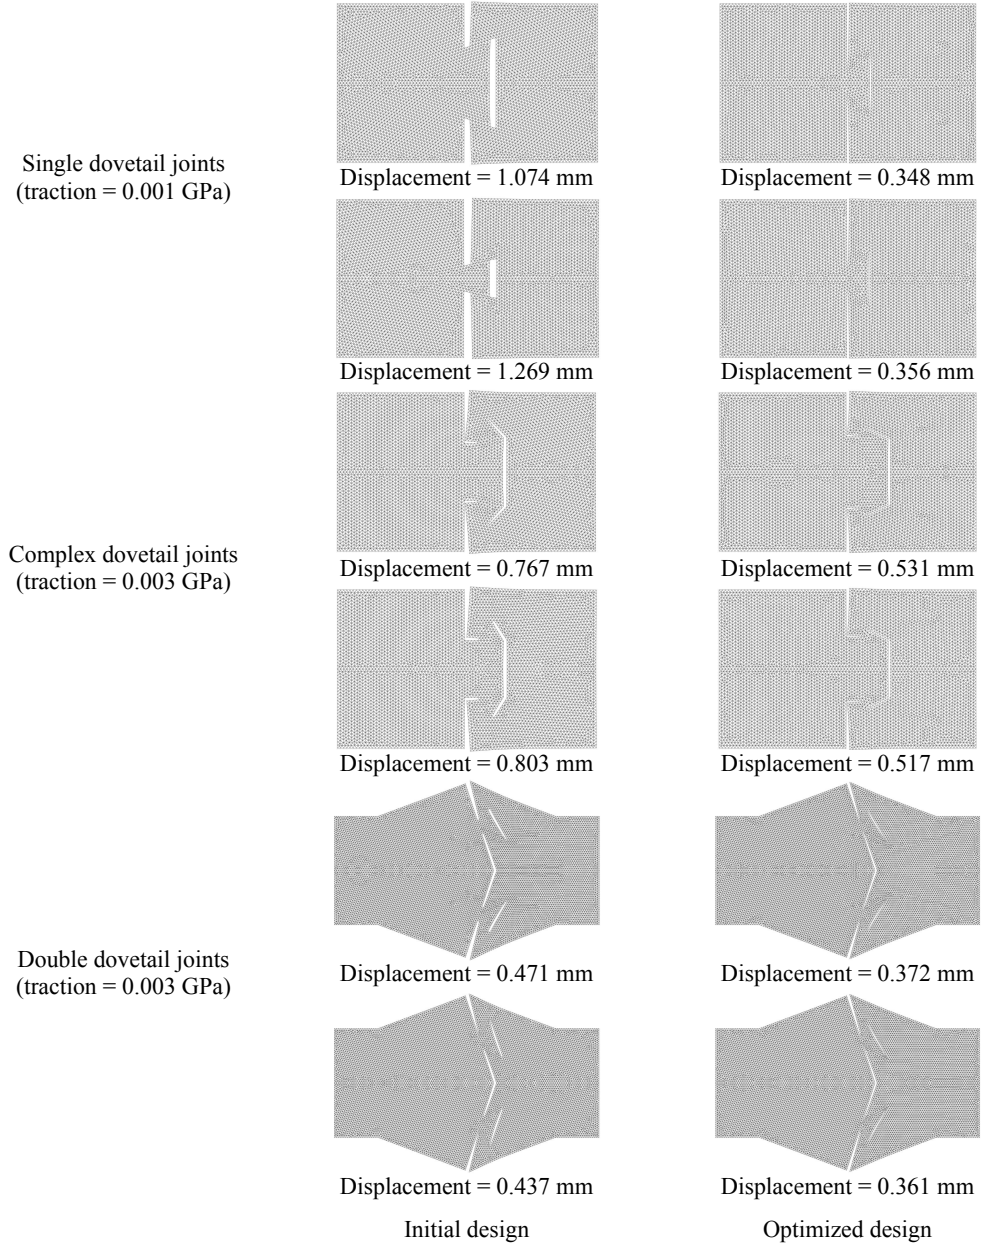 Single dovetail joints
(traction = 0.001 GPa)
Displacement = 1.074 mm
Displacement = 0.348 mm
Displacement = 1.269 mm
Displacement = 0.356 mm
Complex dovetail joints
(traction = 0.003 GPa)
Displacement = 0.767 mm
Displacement = 0.531 mm
Displacement = 0.803 mm
Displacement = 0.517 mm
Double dovetail joints
(traction = 0.003 GPa)
Displacement = 0.471 mm
Displacement = 0.372 mm
Displacement = 0.437 mm
Displacement = 0.361 mm
Initial design
Optimized design